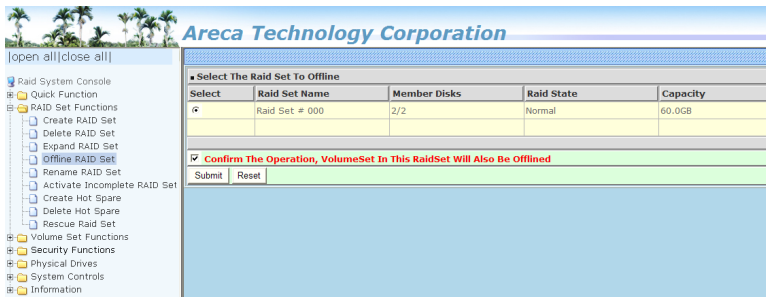 Areca Technology Corporation
|open all|close all|
Raid System Console
Quick Function
RAID Set Functions
Create RAID Set
Delete RAID Set
Expand RAID Set
Offline RAID Set
Rename RAID Set
Activate Incomplete RAID Set
Create Hot Spare
Delete Hot Spare
Rescue Raid Set
Volume Set Functions
Security Functions
Physical Drives
System Controls
Information
Select The Raid Set To Offline
Select Raid Set Name Member Disks Raid State Capacity
Raid Set # 000 2/2 Normal 60.0GB
Confirm The Operation, VolumeSet In This RaidSet Will Also Be Offlined
Submit Reset